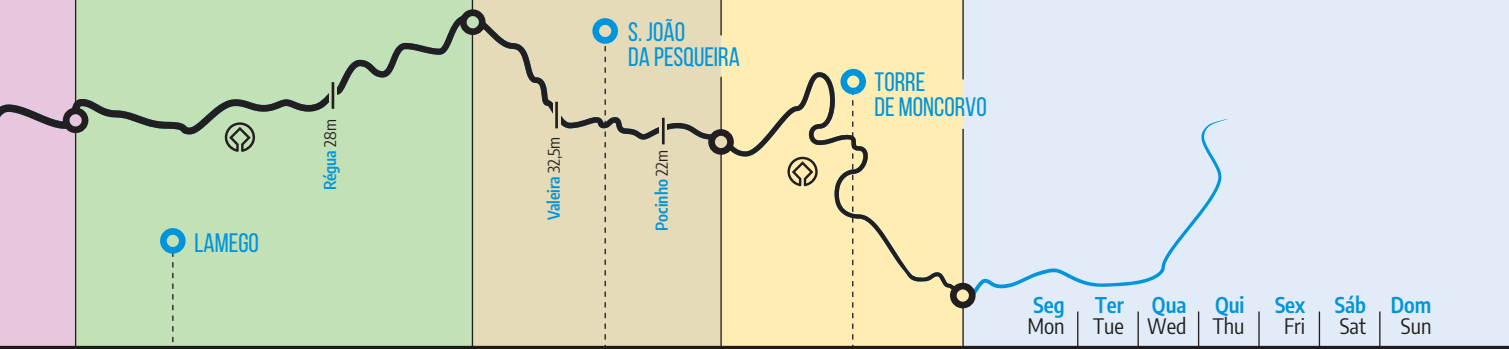 S. JOÃO
DA PESQUEIRA
TORRE
DE MONCORVO
Régua 28m
Valeira 32,5m
Pocinho 22m
LAMEGO
Seg Ter Qua Qui Sex Sáb Dom
Mon Tue Wed Thu Fri Sat Sun